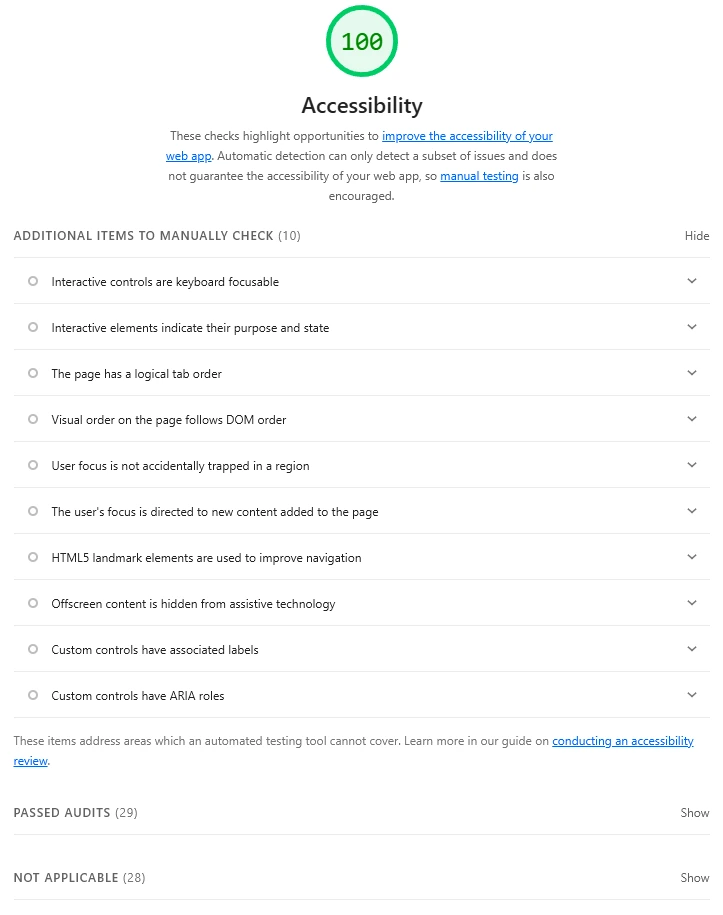 100
Accessibility
These checks highlight opportunities to improve the accessibility of your
web app. Automatic detection can only detect a subset of issues and does
not guarantee the accessibility of your web app, so manual testing is also
encouraged.
ADDITIONAL ITEMS TO MANUALLY CHECK (10) Hide
Interactive controls are keyboard focusable
Interactive elements indicate their purpose and state
The page has a logical tab order
Visual order on the page follows DOM order
User focus is not accidentally trapped in a region
The user's focus is directed to new content added to the page
HTML5 landmark elements are used to improve navigation
Offscreen content is hidden from assistive technology
Custom controls have associated labels
Custom controls have ARIA roles
These items address areas which an automated testing tool cannot cover. Learn more in our guide on conducting an accessibility
review.
PASSED AUDITS (29) Show
NOT APPLICABLE (28) Show